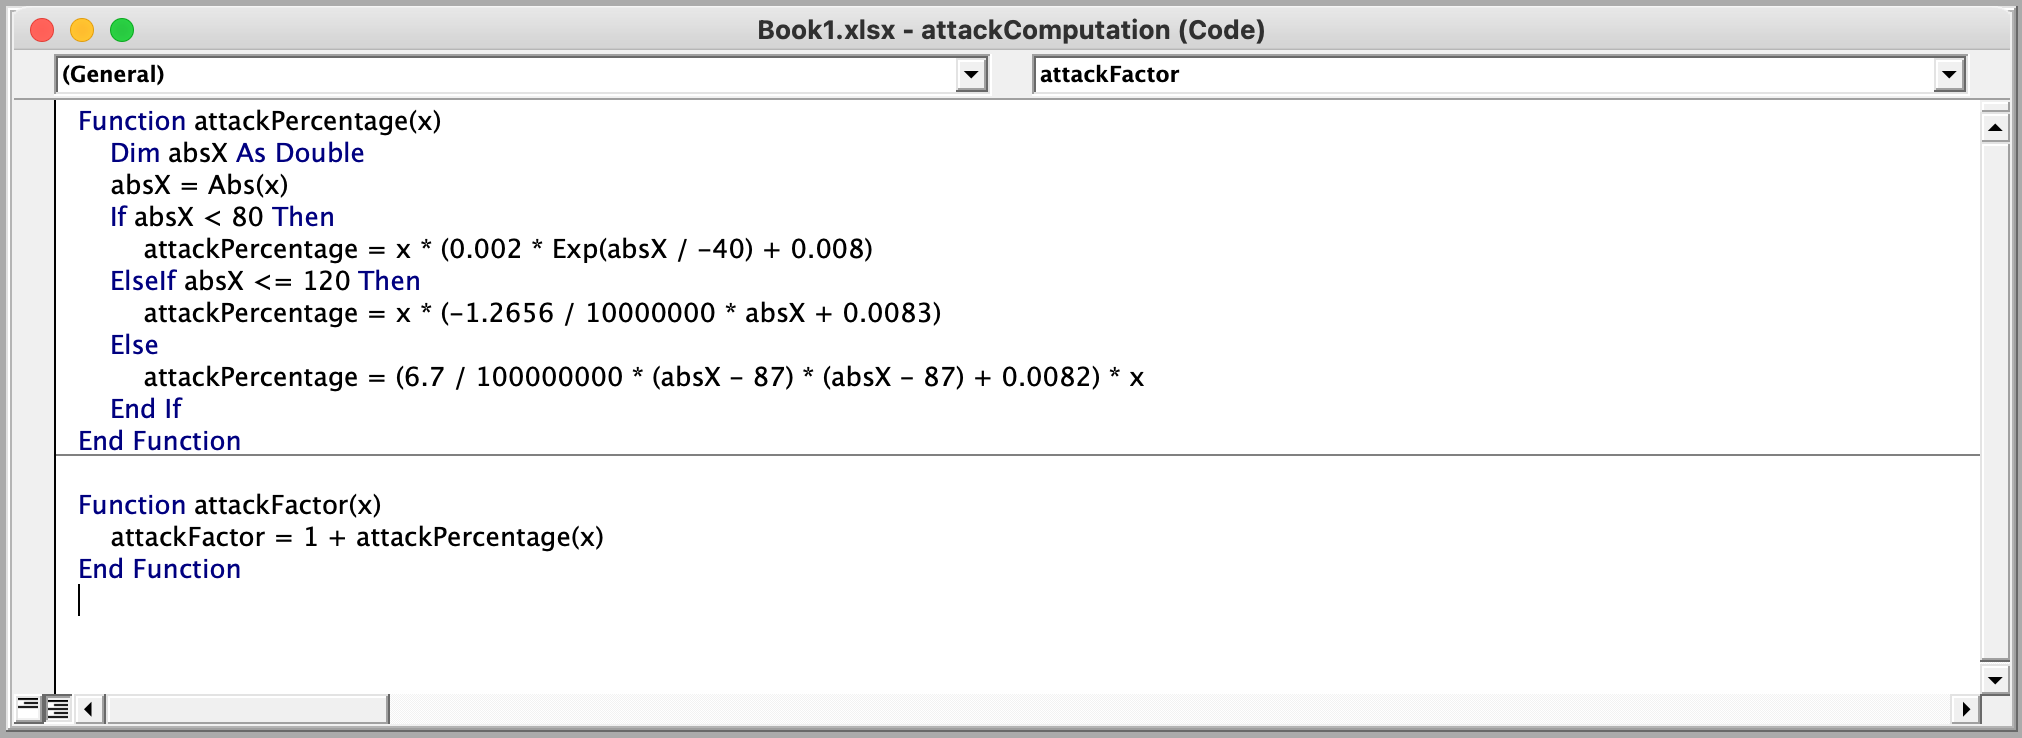 Book1.xlsx - attackComputation (Code)
(General)
attackFactor
Function attackPercentage(x)
    Dim absX As Double
    absX = Abs(x)
    If absX < 80 Then
        attackPercentage = x * (0.002 * Exp(absX / -40) + 0.008)
    ElseIf absX <= 120 Then
        attackPercentage = x * (-1.2656 / 10000000 * absX + 0.0083)
    Else
        attackPercentage = (6.7 / 100000000 * (absX - 87) * (absX - 87) + 0.0082) * x
    End If
End Function
Function attackFactor(x)
    attackFactor = 1 + attackPercentage(x)
End Function